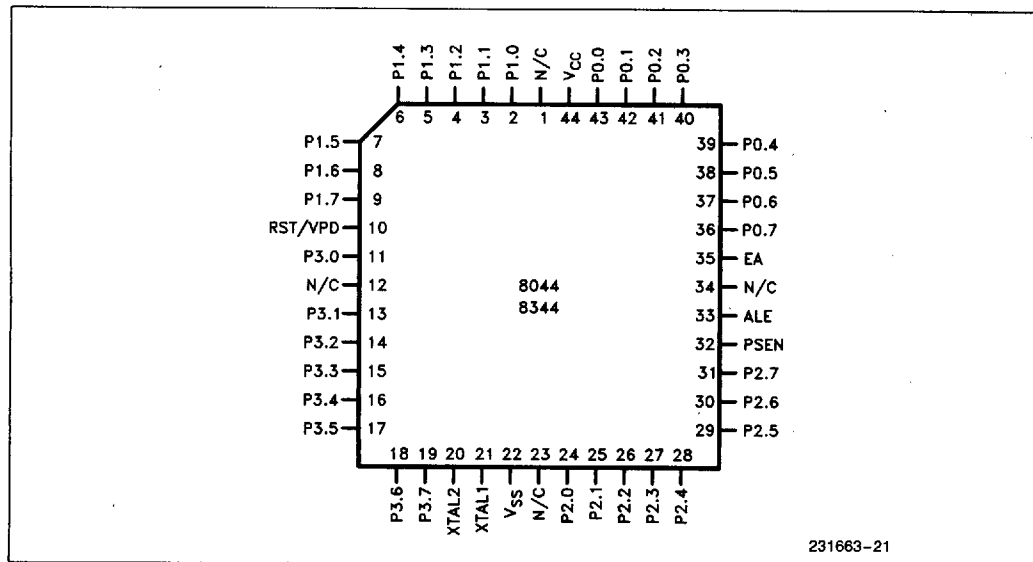 P1.4 P1.3 P1.2 P1.1 P1.0 N/C VCC P0.0 P0.1 P0.2 P0.3
6 5 4 3 2 1 44 43 42 41 40
P1.5 7 39 P0.4
P1.6 8 38 P0.5
P1.7 9 37 P0.6
RST/VPD 10 36 P0.7
P3.0 11 35 EA
N/C 12 8044 34 N/C
P3.1 13 8344 33 ALE
P3.2 14 32 PSEN
P3.3 15 31 P2.7
P3.4 16 30 P2.6
P3.5 17 29 P2.5
18 19 20 21 22 23 24 25 26 27 28
P3.6 P3.7 XTAL2 XTAL1 VSS N/C P2.0 P2.1 P2.2 P2.3 P2.4
231663-21